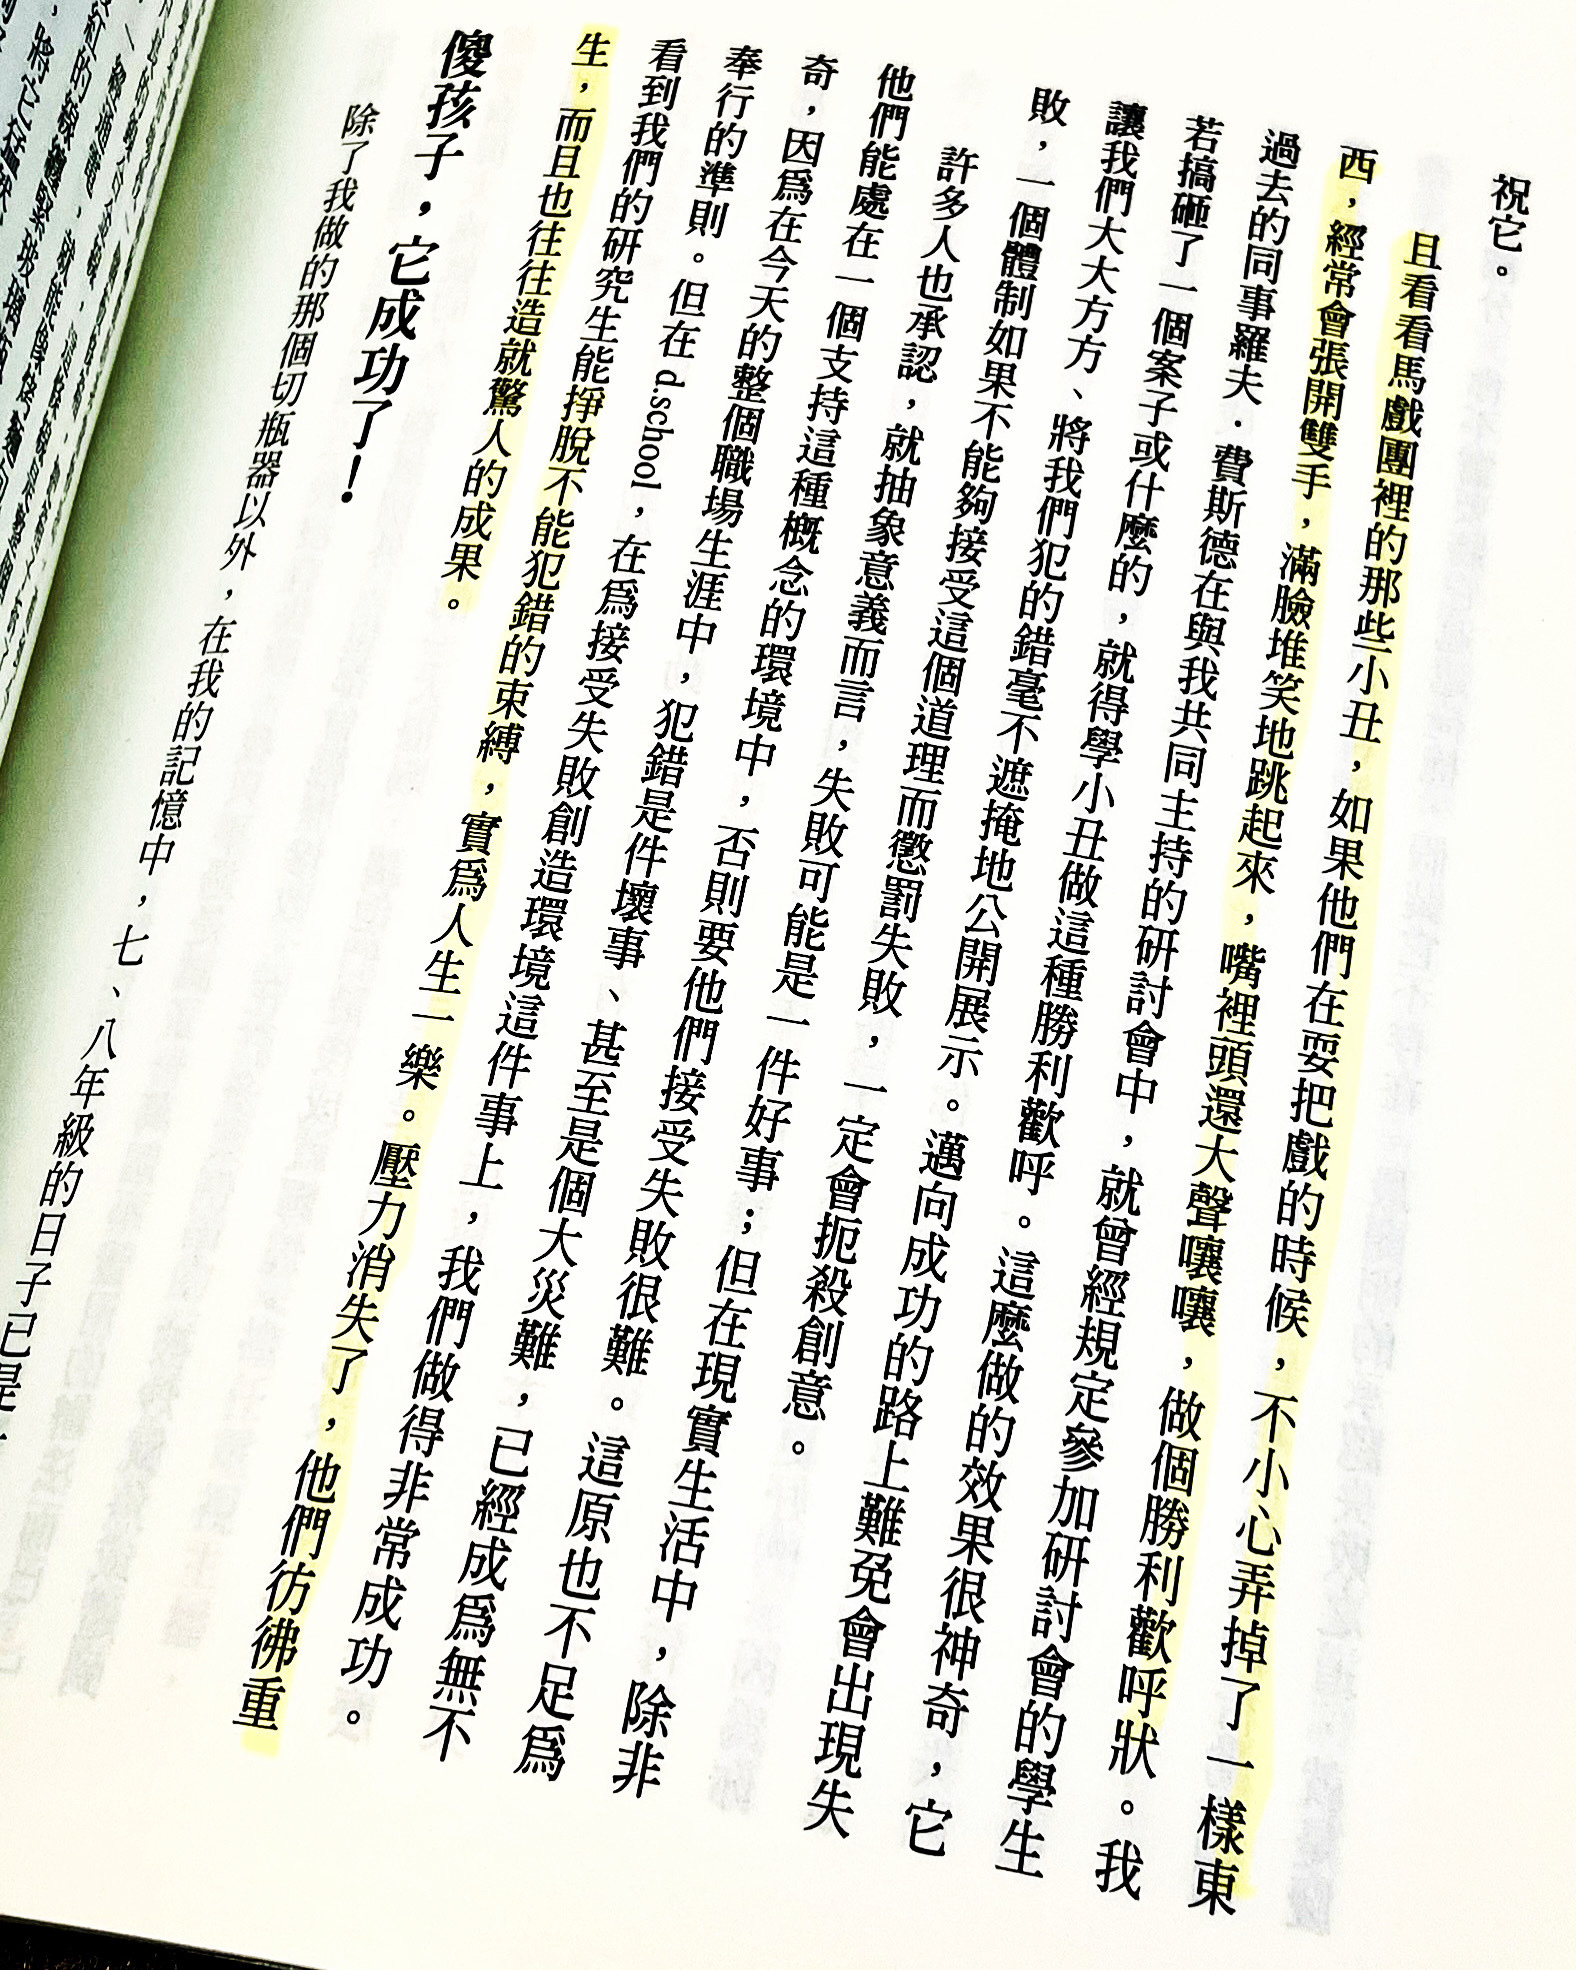 祝它。
且看看馬戲團裡的那些小丑，如果他們在耍把戲的時候，不小心弄掉了一樣東
西，經常會張開雙手，滿臉堆笑地跳起來，嘴裡頭還大聲嚷嚷，做個勝利歡呼狀。我
過去的同事羅夫．費斯德在與我共同主持的研討會中，就曾經規定參加研討會的學生
若搞砸了一個案子或什麼的，就得學小丑做這種勝利歡呼。這麼做的效果很神奇，它
讓我們大大方方、將我們犯的錯毫不遮掩地公開展示。邁向成功的路上難免會出現失
敗，一個體制如果不能夠接受這個道理而懲罰失敗，一定會扼殺創意。
許多人也承認，就抽象意義而言，失敗可能是一件好事；但在現實生活中，除非
他們能處在一個支持這種概念的環境中，否則要他們接受失敗很難。這原也不足爲
奇，因爲在今天的整個職場生涯中，犯錯是件壞事、甚至是個大災難，已經成爲無不
奉行的準則。但在 d.school，在爲接受失敗創造環境這件事上，我們做得非常成功。
看到我們的研究生能掙脫不能犯錯的束縛，實爲人生一樂。壓力消失了，他們彷彿重
生，而且也往往造就驚人的成果。
傻孩子，它成功了！
除了我做的那個切瓶器以外，在我的記憶中，七、八年級的日子已是